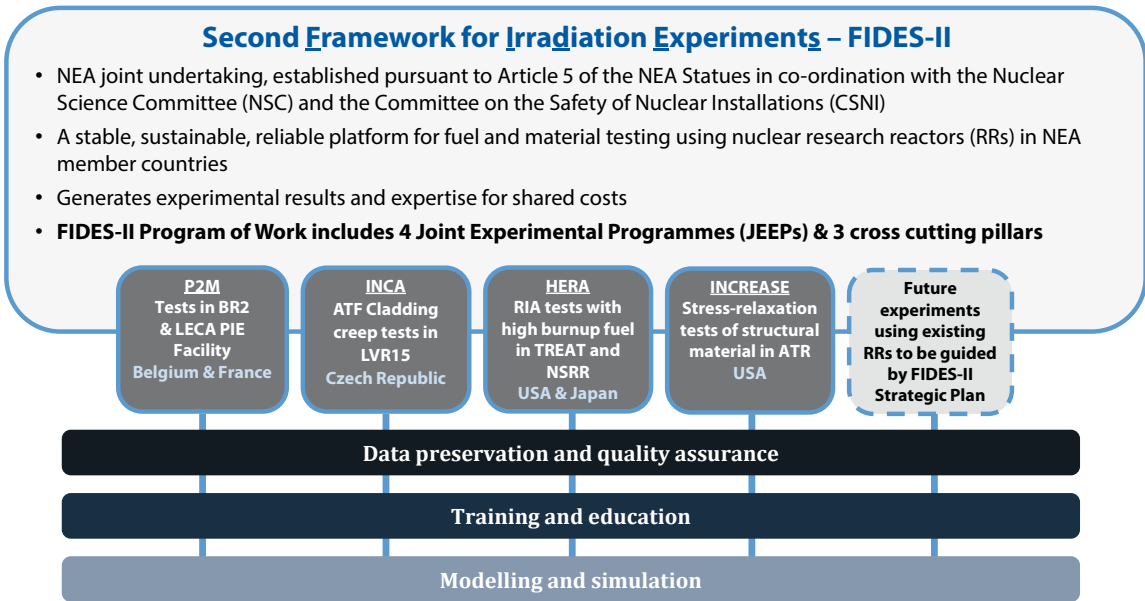 Second Framework for Irradiation Experiments – FIDES-II
• NEA joint undertaking, established pursuant to Article 5 of the NEA Statues in co-ordination with the Nuclear
Science Committee (NSC) and the Committee on the Safety of Nuclear Installations (CSNI)
• A stable, sustainable, reliable platform for fuel and material testing using nuclear research reactors (RRs) in NEA
member countries
• Generates experimental results and expertise for shared costs
• FIDES-II Program of Work includes 4 Joint Experimental Programmes (JEEPs) & 3 cross cutting pillars
P2M
Tests in BR2
& LECA PIE
Facility
Belgium & France
INCA
ATF Cladding
creep tests in
LVR15
Czech Republic
HERA
RIA tests with
high burnup fuel
in TREAT and
NSRR
USA & Japan
INCREASE
Stress-relaxation
tests of structural
material in ATR
USA
Future
experiments
using existing
RRs to be guided
by FIDES-II
Strategic Plan
Data preservation and quality assurance
Training and education
Modelling and simulation